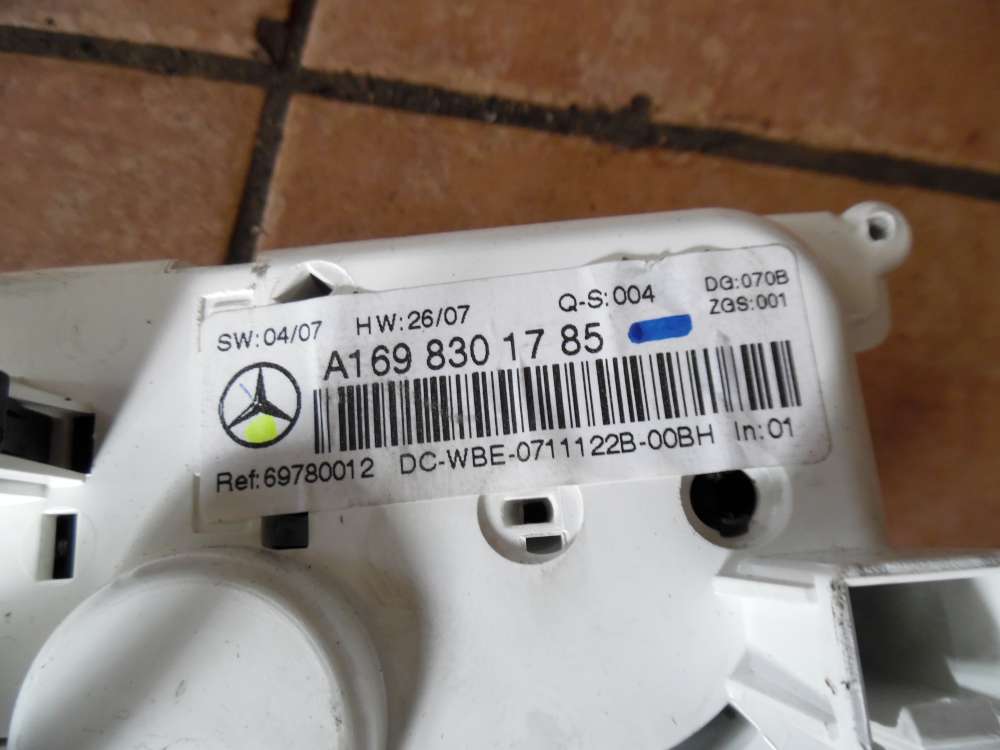 SW:04/07 HW:26/07 Q-S:004 DG:070B
ZGS:001
A169 830 17 85
Ref:69780012 DC-WBE-0711122B-00BH In:01